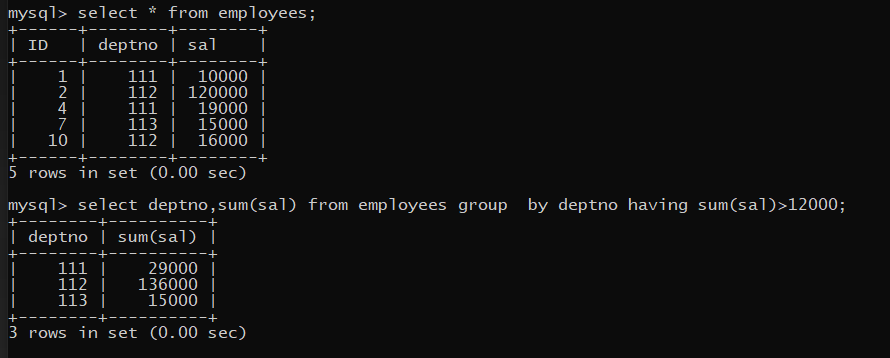 mysql> select * from employees;
+------+--------+--------+
| ID   | deptno | sal    |
+------+--------+--------+
|    1 |    111 |  10000 |
|    2 |    112 | 120000 |
|    4 |    111 |  19000 |
|    7 |    113 |  15000 |
|   10 |    112 |  16000 |
+------+--------+--------+
5 rows in set (0.00 sec)
mysql> select deptno,sum(sal) from employees group  by deptno having sum(sal)>12000;
+--------+----------+
| deptno | sum(sal) |
+--------+----------+
|    111 |    29000 |
|    112 |   136000 |
|    113 |    15000 |
+--------+----------+
3 rows in set (0.00 sec)